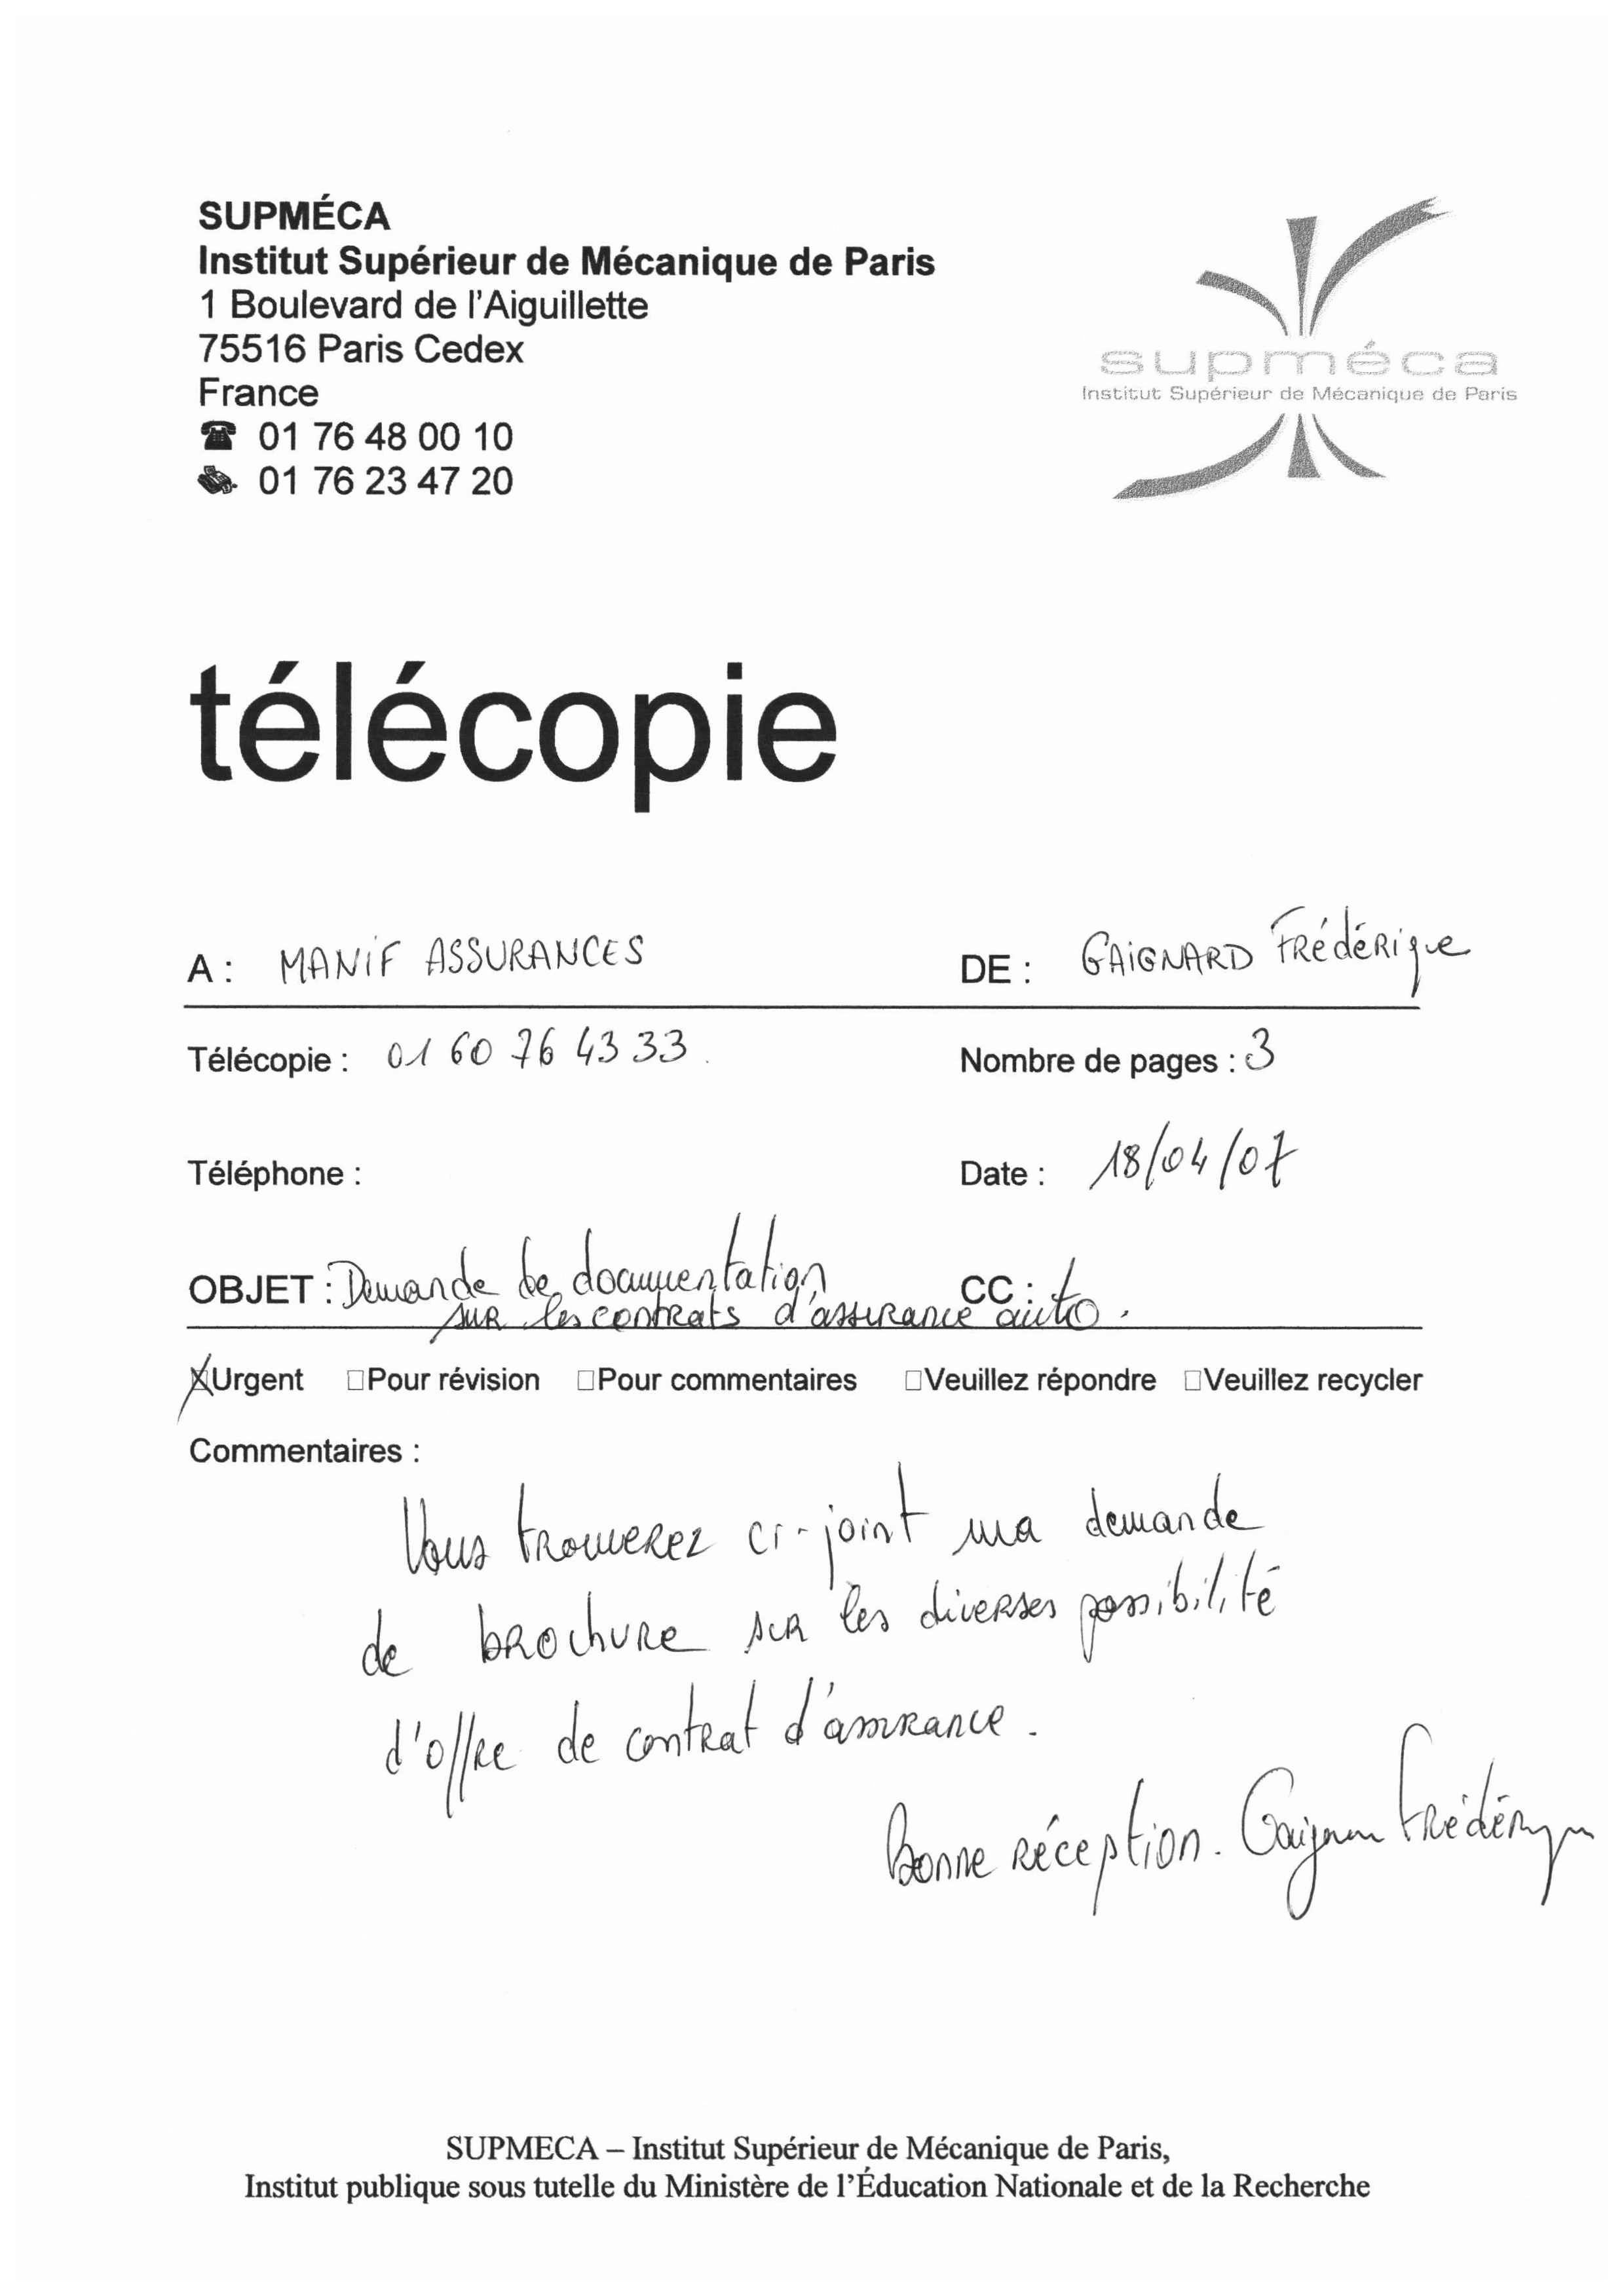 SUPMÉCA
Institut Supérieur de Mécanique de Paris
1 Boulevard de l'Aiguillette
75516 Paris Cedex
France
01 76 48 00 10
01 76 23 47 20
supméca
Institut Supérieur de Mécanique de Paris
télécopie
A : MANIF ASSURANCES DE : GAIGNARD Frédérique
Télécopie : 01 60 76 43 33. Nombre de pages : 3
Téléphone : Date : 18/04/07
OBJET : Demande de documentation CC :
sur les contrats d'assurance auto.
Urgent Pour révision Pour commentaires Veuillez répondre Veuillez recycler
Commentaires :
Vous trouverez ci-joint ma demande
de brochure sur les diverses possibilité
d'offre de contrat d'assurance.
Bonne réception. Gaignard Frédérique
SUPMECA – Institut Supérieur de Mécanique de Paris,
Institut publique sous tutelle du Ministère de l'Éducation Nationale et de la Recherche